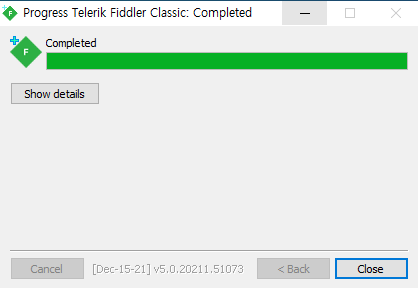 Progress Telerik Fiddler Classic: Completed
F
Completed
Show details
Cancel [Dec-15-21] v5.0.20211.51073 < Back Close